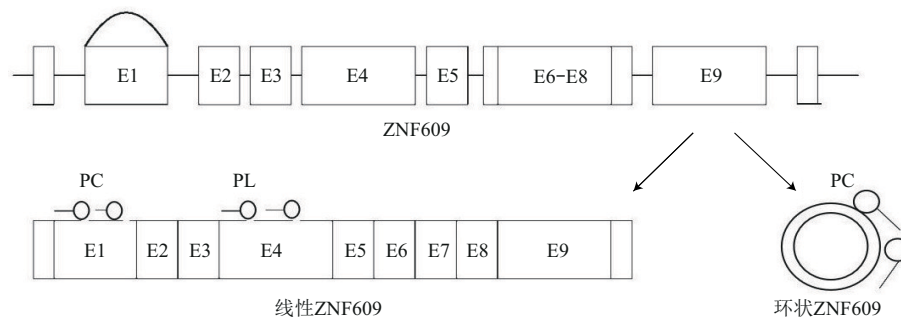 E1 E2 E3 E4 E5 E6-E8 E9
ZNF609
PC PL PC
E1 E2 E3 E4 E5 E6 E7 E8 E9
线性ZNF609 环状ZNF609